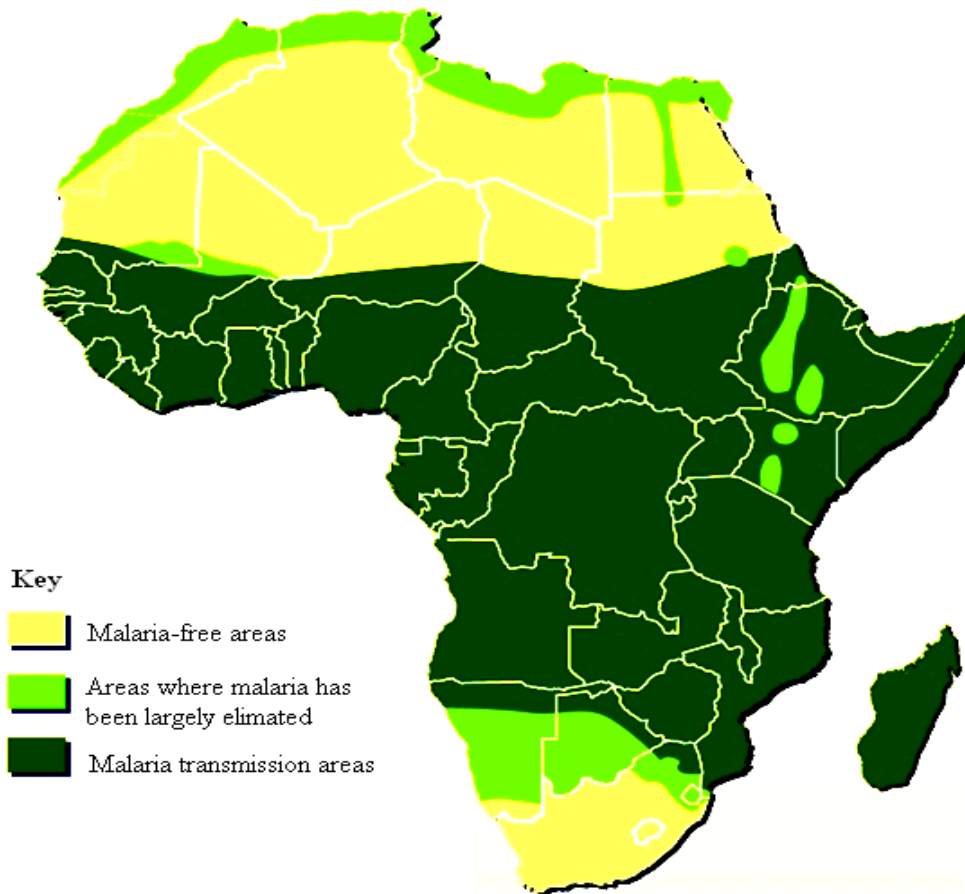 Key
Malaria-free areas
Areas where malaria has
been largely elimated
Malaria transmission areas